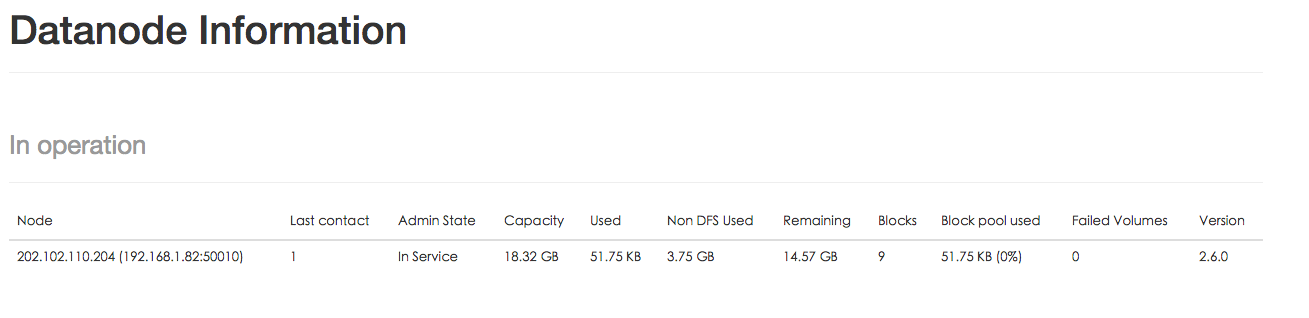 Datanode Information
In operation
Node Last contact Admin State Capacity Used Non DFS Used Remaining Blocks Block pool used Failed Volumes Version
202.102.110.204 (192.168.1.82:50010) 1 In Service 18.32 GB 51.75 KB 3.75 GB 14.57 GB 9 51.75 KB (0%) 0 2.6.0